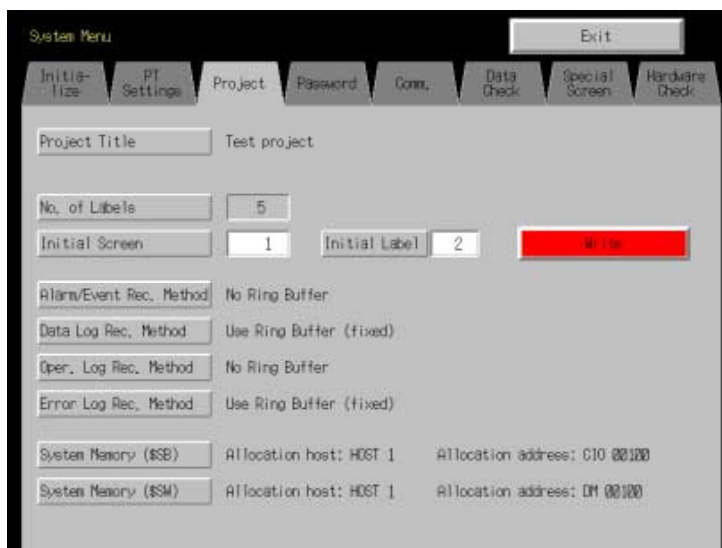 System Menu
Exit
Initia-
lize
PT
Settings
Project
Password
Comm.
Data
Check
Special
Screen
Hardware
Check
Project Title Test project
No. of Labels 5
Initial Screen 1 Initial Label 2 Write
Alarm/Event Rec. Method No Ring Buffer
Data Log Rec. Method Use Ring Buffer (fixed)
Oper. Log Rec. Method No Ring Buffer
Error Log Rec. Method Use Ring Buffer (fixed)
System Memory ($SB) Allocation host: HOST 1 Allocation address: CIO 00100
System Memory ($SW) Allocation host: HOST 1 Allocation address: DM 00100